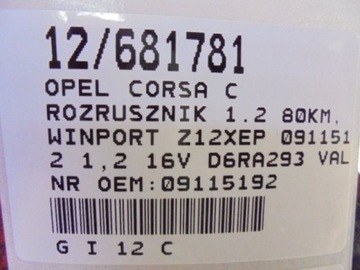 12/681781
OPEL CORSA C
ROZRUSZNIK 1.2 80KM,
WINPORT Z12XEP 091151
2 1,2 16V D6RA293 VAL
NR OEM:09115192
G I 12 C